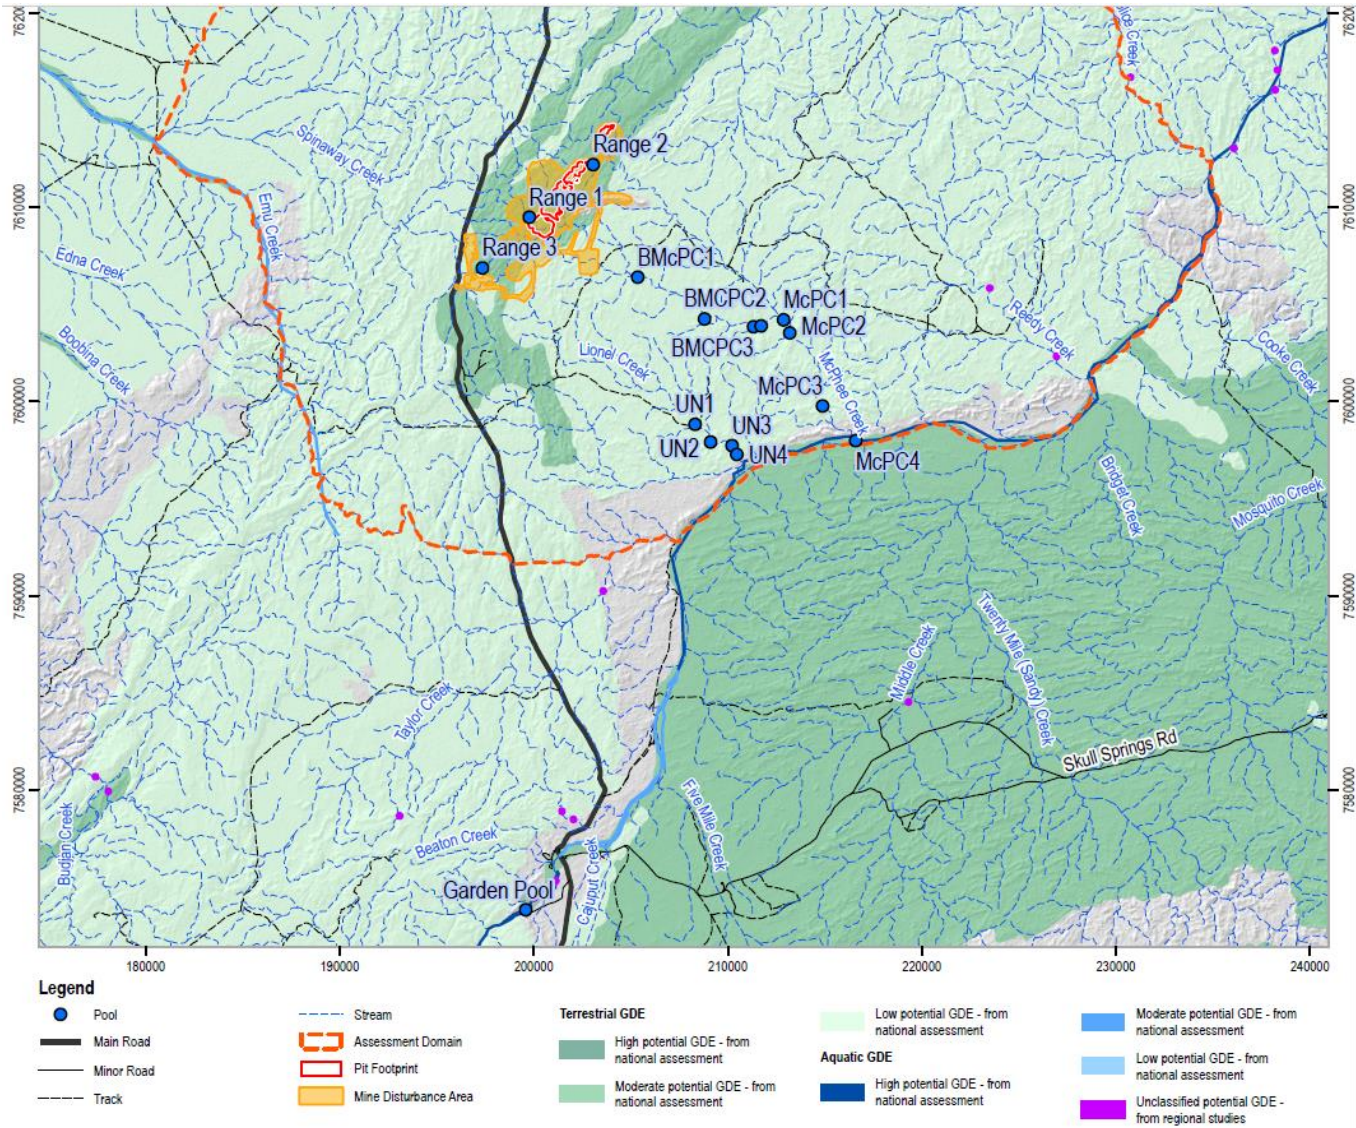 Spinaway Creek
Emu Creek
Edna Creek
Boobina Creek
Range 2
Range 1
Range 3
BMcPC1
BMCPC2
McPC1
McPC2
BMCPC3
Lionel Creek
McPhee Creek
McPC3
Reedy Creek
Cooke Creek
UN1
UN3
UN2
UN4
McPC4
Bridget Creek
Mosquito Creek
Twenty Mile (Sandy) Creek
Middle Creek
Taylor Creek
Skull Springs Rd
Five Mile Creek
Budjan Creek
Beaton Creek
Cajuput Creek
Garden Pool
7610000
7600000
7590000
7580000
7610000
7600000
7590000
7580000
180000
190000
200000
210000
220000
230000
240000
Legend
Pool
Main Road
Minor Road
Track
Stream
Assessment Domain
Pit Footprint
Mine Disturbance Area
Terrestrial GDE
High potential GDE - from
national assessment
Moderate potential GDE - from
national assessment
Low potential GDE - from
national assessment
Aquatic GDE
High potential GDE - from
national assessment
Moderate potential GDE - from
national assessment
Low potential GDE - from
national assessment
Unclassified potential GDE -
from regional studies